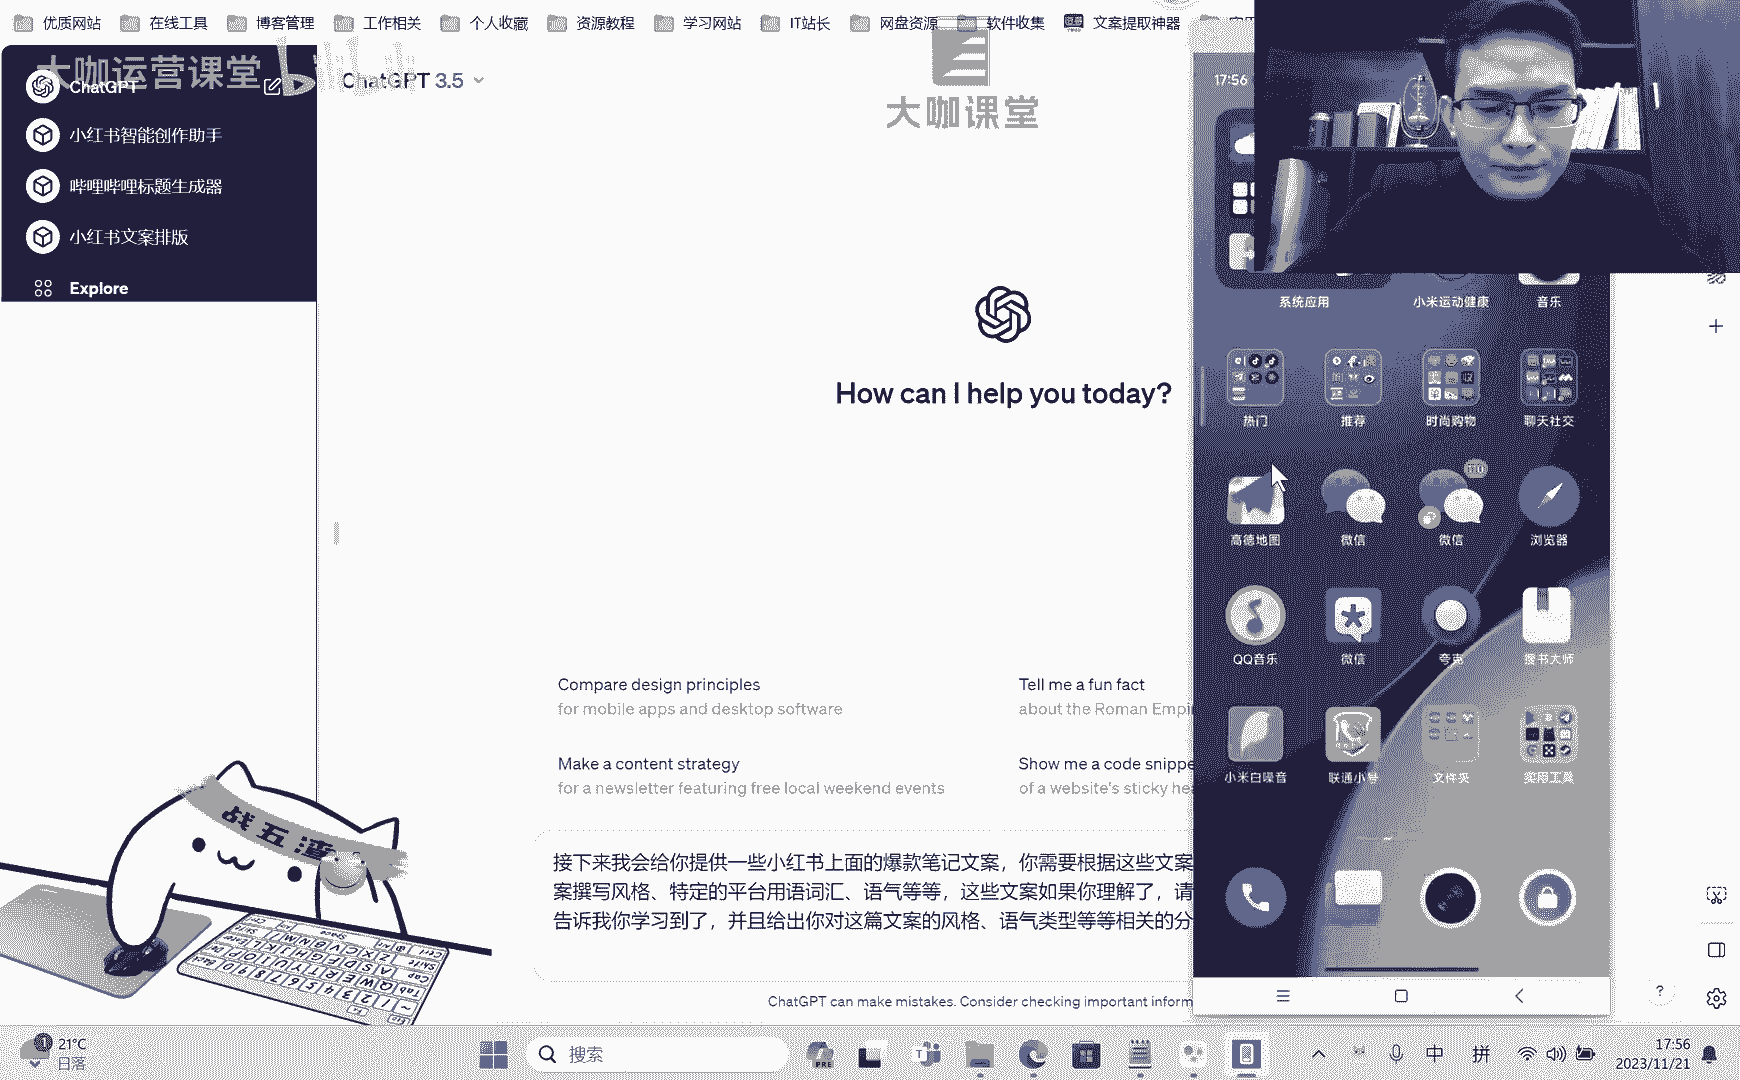 优质网站
在线工具
博客管理
工作相关
个人收藏
资源教程
学习网站
IT站长
网盘资源
软件收集
文案提取神器
大咖运营课堂
bilibili
ChatGPT
小红书智能创作助手
哔哩哔哩标题生成器
小红书文案排版
Explore
ChatGPT 3.5
大咖课堂
How can I help you today?
Compare design principles
for mobile apps and desktop software
Tell me a fun fact
about the Roman Empi
Make a content strategy
for a newsletter featuring free local weekend events
Show me a code snippe
of a website's sticky hea
接下来我会给你提供一些小红书上面的爆款笔记文案，你需要根据这些文案
案撰写风格、特定的平台用语词汇、语气等等，这些文案如果你理解了，请
告诉我你学习到了，并且给出你对这篇文案的风格、语气类型等等相关的分
ChatGPT can make mistakes. Consider checking important inform
17:56
系统应用
小米运动健康
音乐
热门
推荐
时尚购物
聊天社交
高德地图
微信
微信
浏览器
QQ音乐
微信
夸克
搜书大师
小米白噪音
联通小号
文件夹
实用工具
战五渣
?
1
21°C
日落
搜索
PRE
中
拼
17:56
2023/11/21